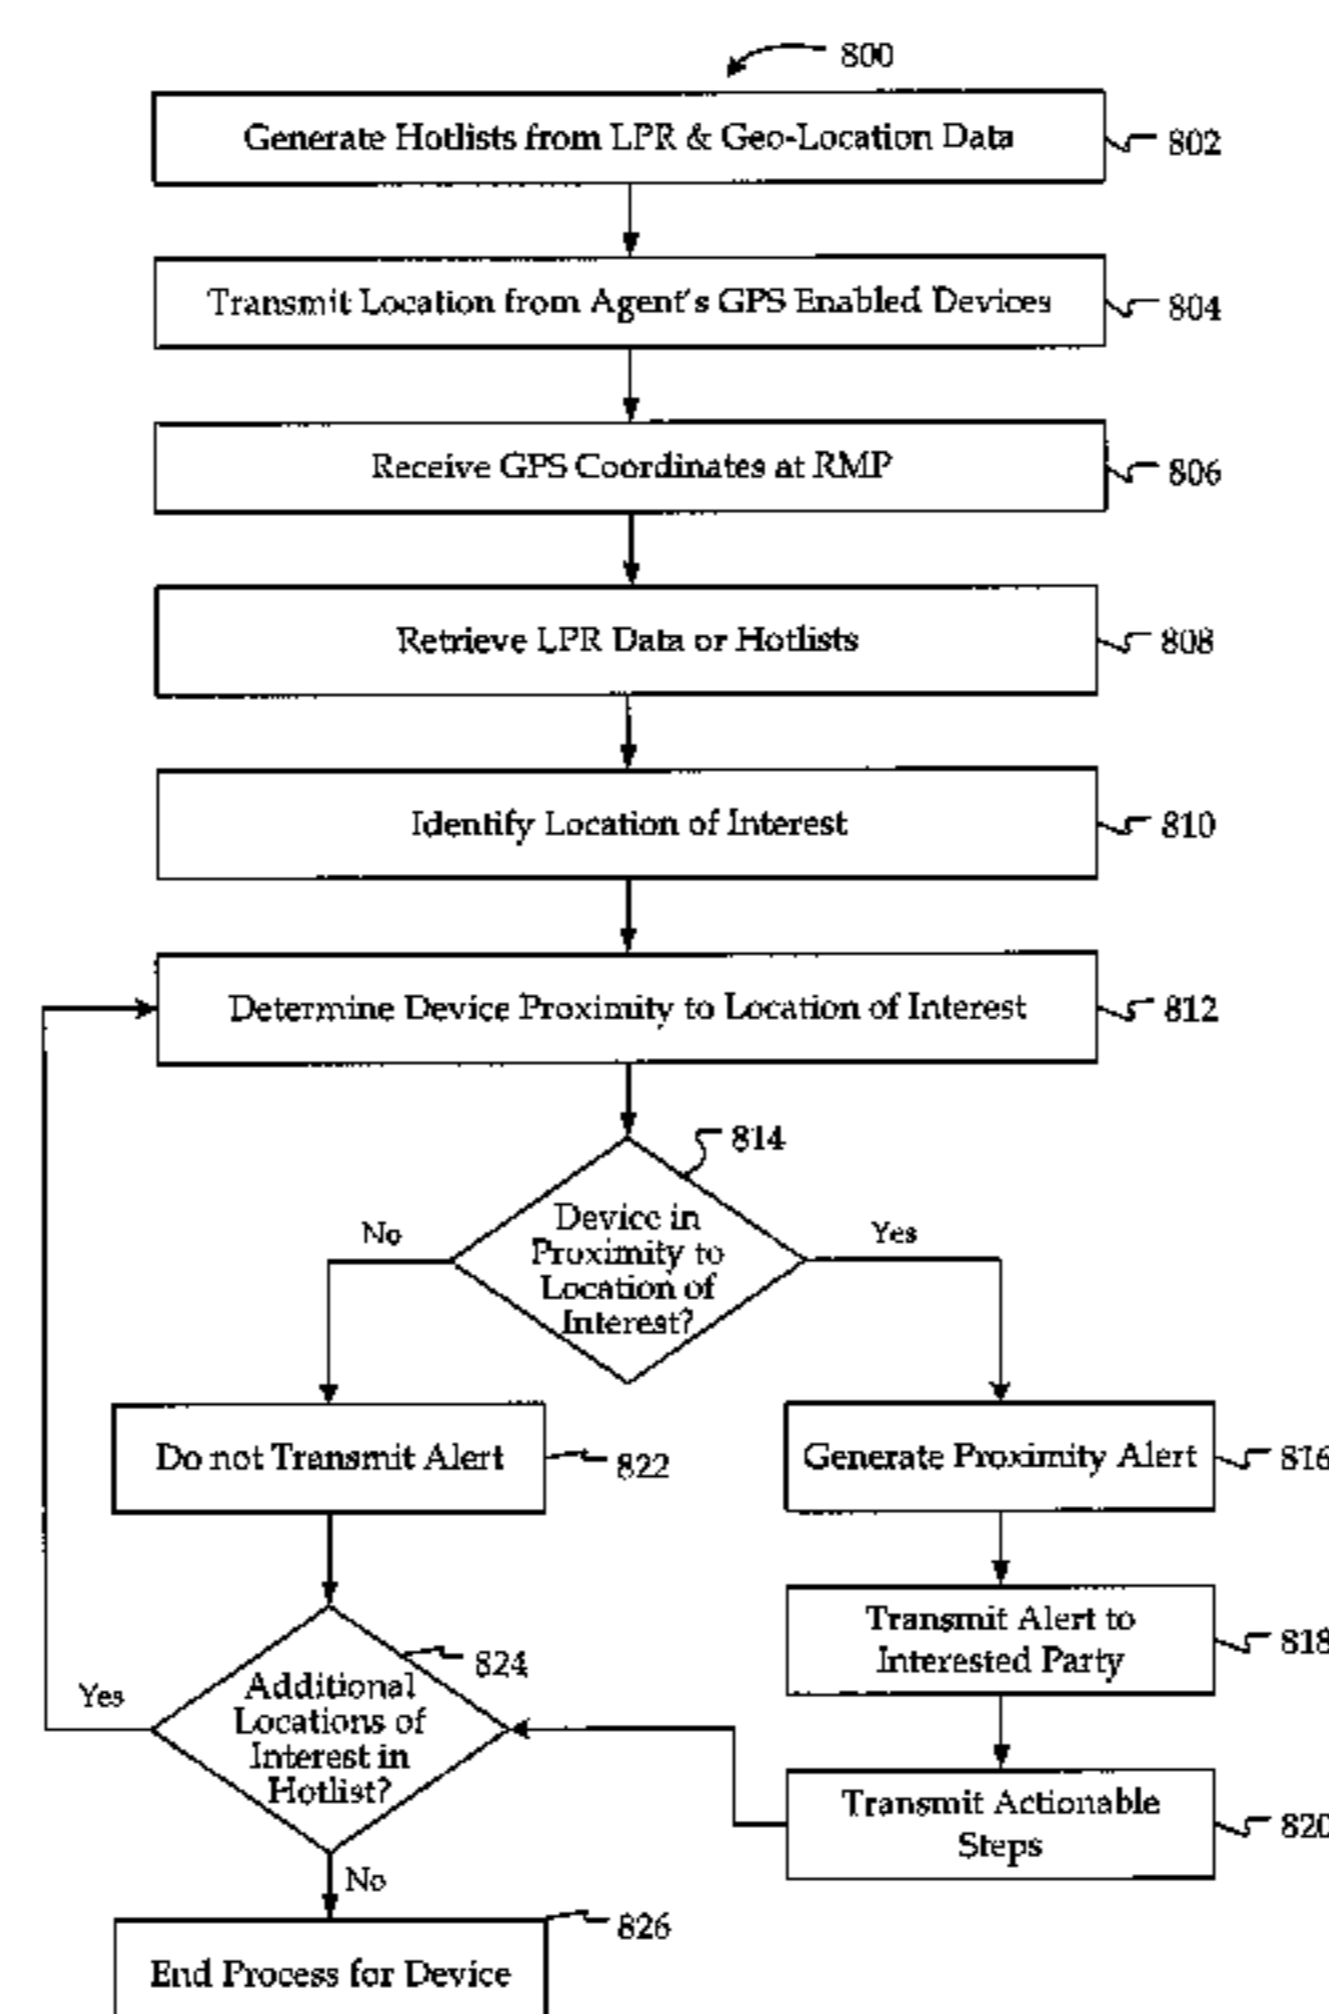 800
Generate Hotlists from LPR & Geo-Location Data
802
Transmit Location from Agent's GPS Enabled Devices
804
Receive GPS Coordinates at RMP
806
Retrieve LPR Data or Hotlists
808
Identify Location of Interest
810
Determine Device Proximity to Location of Interest
812
814
Device in
Proximity to
Location of
Interest?
No
Yes
Do not Transmit Alert
822
Generate Proximity Alert
816
Transmit Alert to
Interested Party
818
824
Additional
Locations of
Interest in
Hotlist?
Yes
Transmit Actionable
Steps
820
No
826
End Process for Device